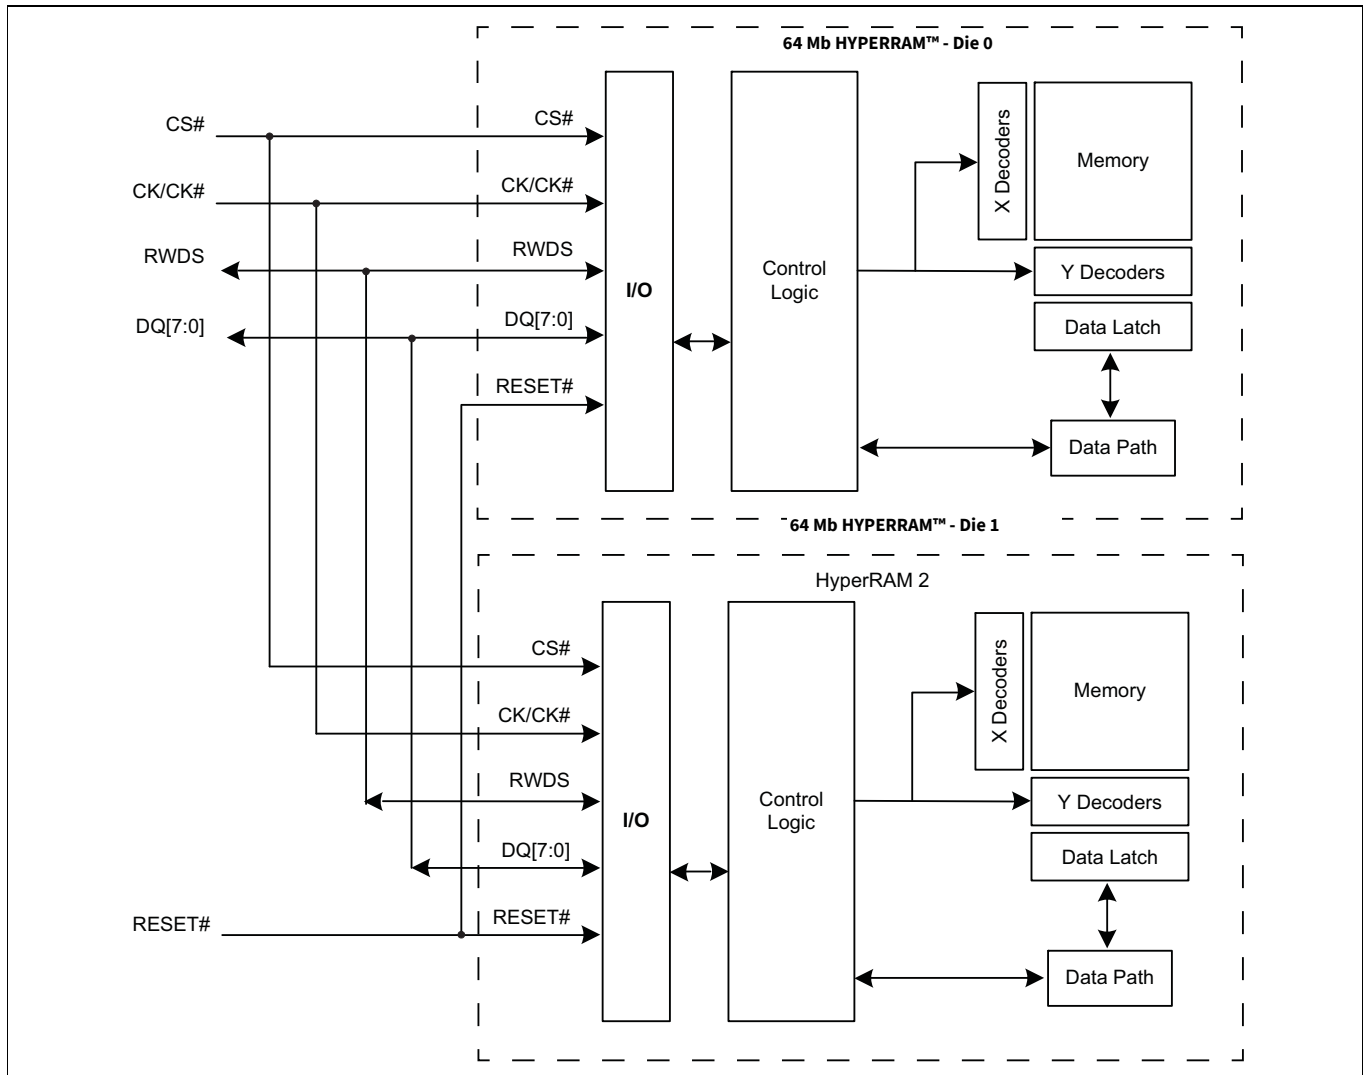 64 Mb HYPERRAM™ - Die 0
CS#
CS#
CK/CK#
CK/CK#
RWDS
RWDS
DQ[7:0]
DQ[7:0]
RESET#
I/O
Control
Logic
X Decoders
Memory
Y Decoders
Data Latch
Data Path
64 Mb HYPERRAM™ - Die 1
HyperRAM 2
CS#
CK/CK#
RWDS
DQ[7:0]
RESET#
RESET#
I/O
Control
Logic
X Decoders
Memory
Y Decoders
Data Latch
Data Path